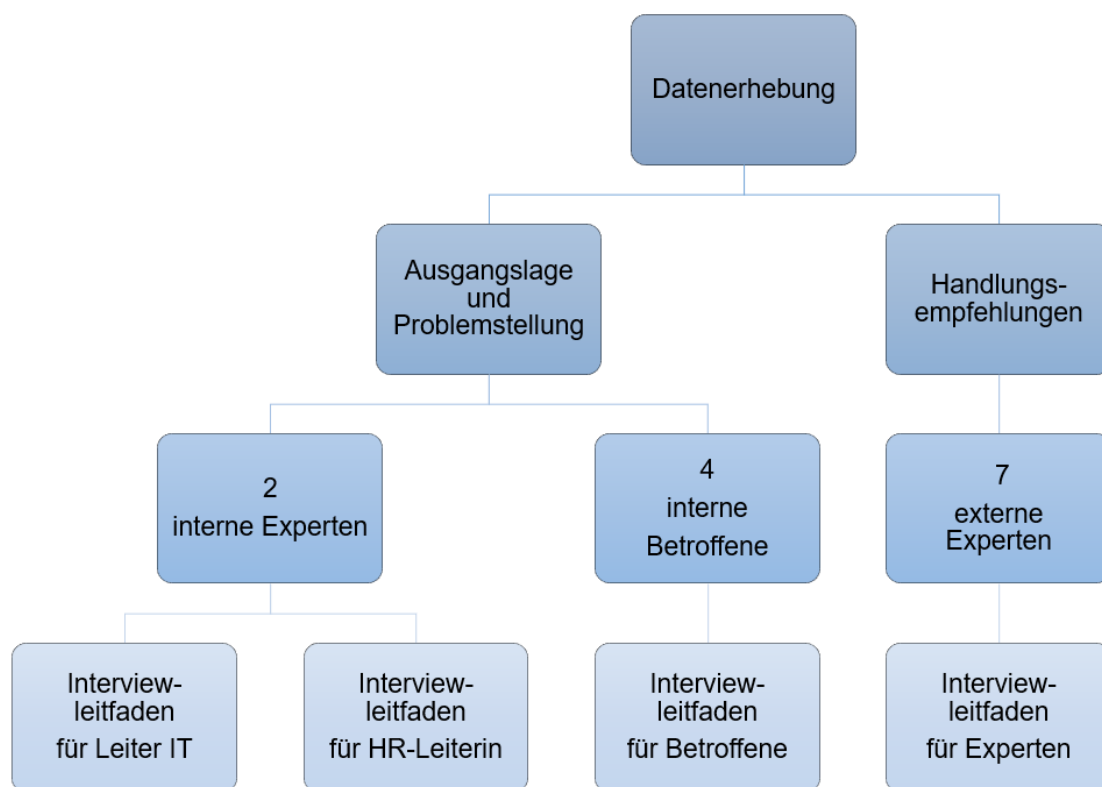 Datenerhebung
Ausgangslage
und
Problemstellung
Handlungs-
empfehlungen
2
interne Experten
4
interne
Betroffene
7
externe
Experten
Interview-
leitfaden
für Leiter IT
Interview-
leitfaden
für HR-Leiterin
Interview-
leitfaden
für Betroffene
Interview-
leitfaden
für Experten